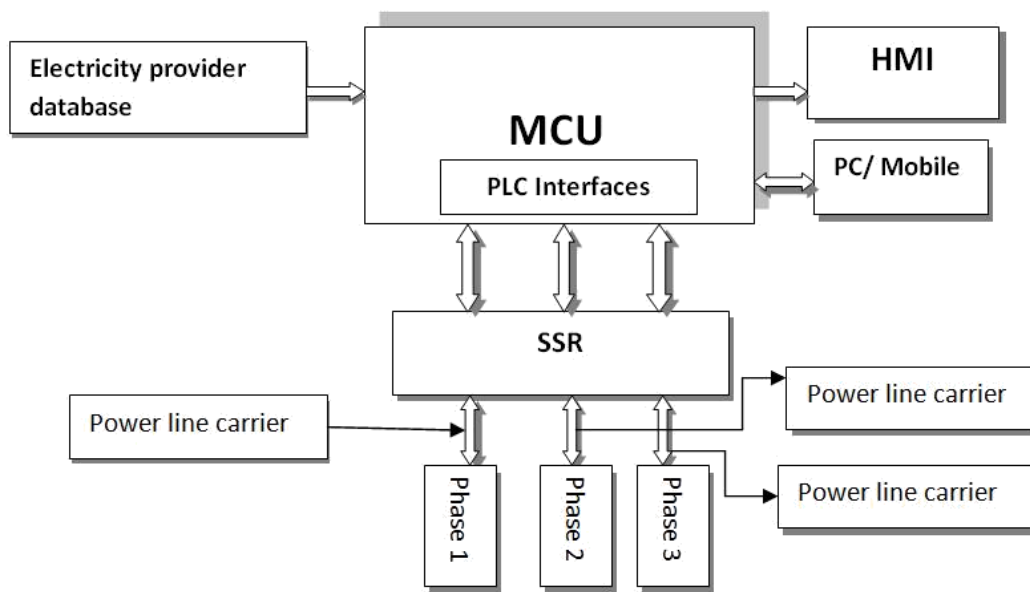 Electricity provider
database
MCU
PLC Interfaces
HMI
PC/ Mobile
SSR
Power line carrier
Power line carrier
Power line carrier
Phase 1
Phase 2
Phase 3